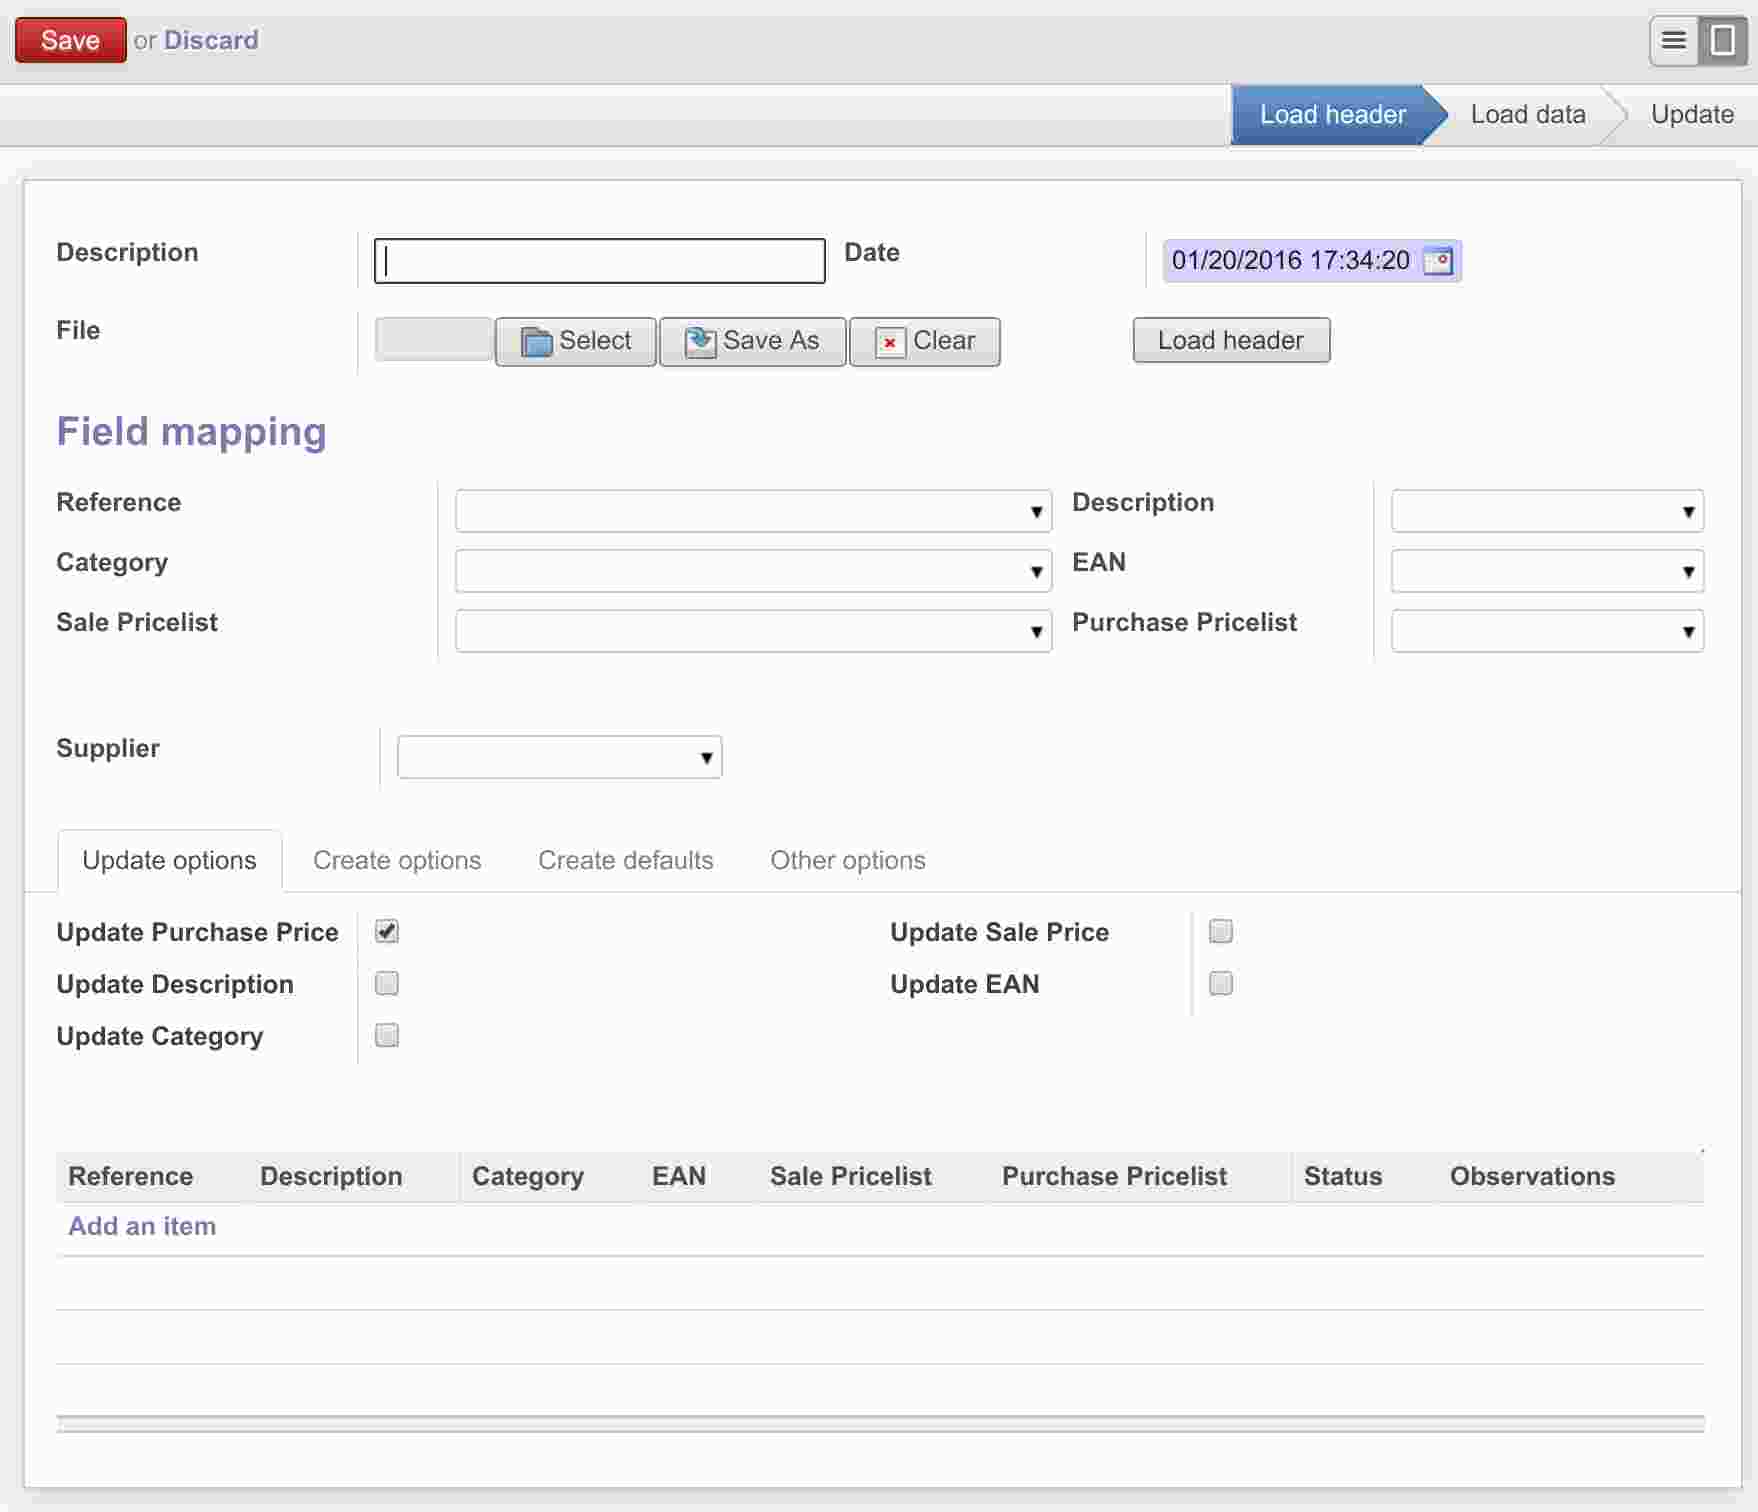 Save or Discard
Load header Load data Update
Description Date 01/20/2016 17:34:20
File Select Save As Clear Load header
Field mapping
Reference Description
Category EAN
Sale Pricelist Purchase Pricelist
Supplier
Update options Create options Create defaults Other options
Update Purchase Price Update Sale Price
Update Description Update EAN
Update Category
Reference Description Category EAN Sale Pricelist Purchase Pricelist Status Observations
Add an item